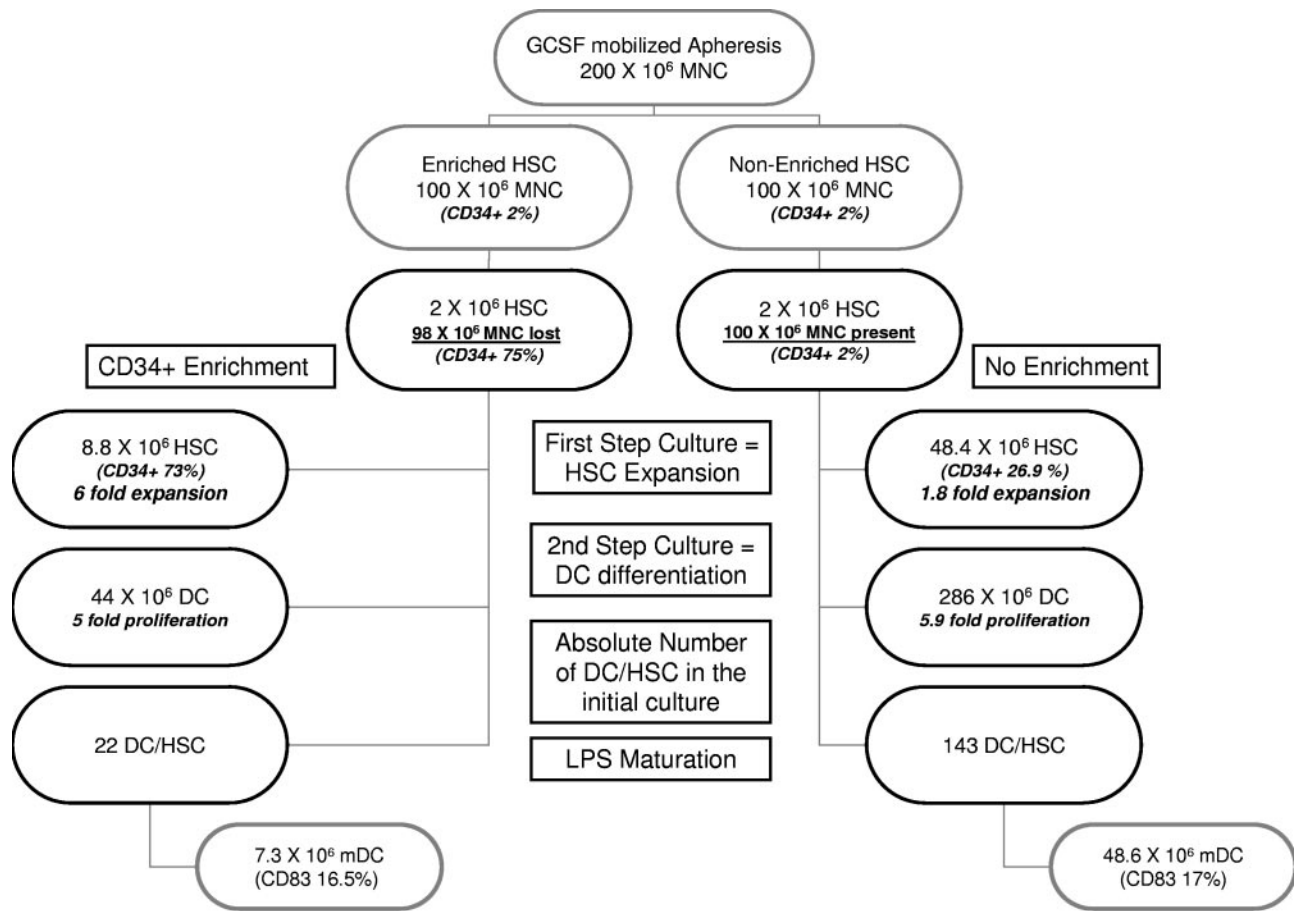 GCSF mobilized Apheresis
200 X 10⁶ MNC
Enriched HSC
100 X 10⁶ MNC
(CD34+ 2%)
Non-Enriched HSC
100 X 10⁶ MNC
(CD34+ 2%)
2 X 10⁶ HSC
98 X 10⁶ MNC lost
(CD34+ 75%)
2 X 10⁶ HSC
100 X 10⁶ MNC present
(CD34+ 2%)
CD34+ Enrichment
No Enrichment
8.8 X 10⁶ HSC
(CD34+ 73%)
6 fold expansion
First Step Culture =
HSC Expansion
48.4 X 10⁶ HSC
(CD34+ 26.9 %)
1.8 fold expansion
44 X 10⁶ DC
5 fold proliferation
2nd Step Culture =
DC differentiation
286 X 10⁶ DC
5.9 fold proliferation
Absolute Number
of DC/HSC in the
initial culture
22 DC/HSC
LPS Maturation
143 DC/HSC
7.3 X 10⁶ mDC
(CD83 16.5%)
48.6 X 10⁶ mDC
(CD83 17%)